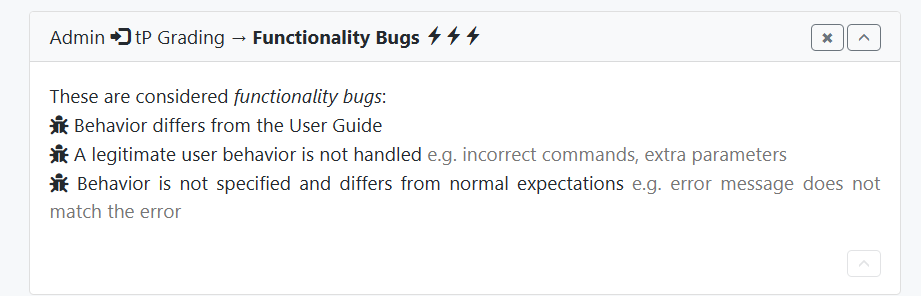 Admin tP Grading → Functionality Bugs
These are considered functionality bugs:
Behavior differs from the User Guide
A legitimate user behavior is not handled e.g. incorrect commands, extra parameters
Behavior is not specified and differs from normal expectations e.g. error message does not
match the error